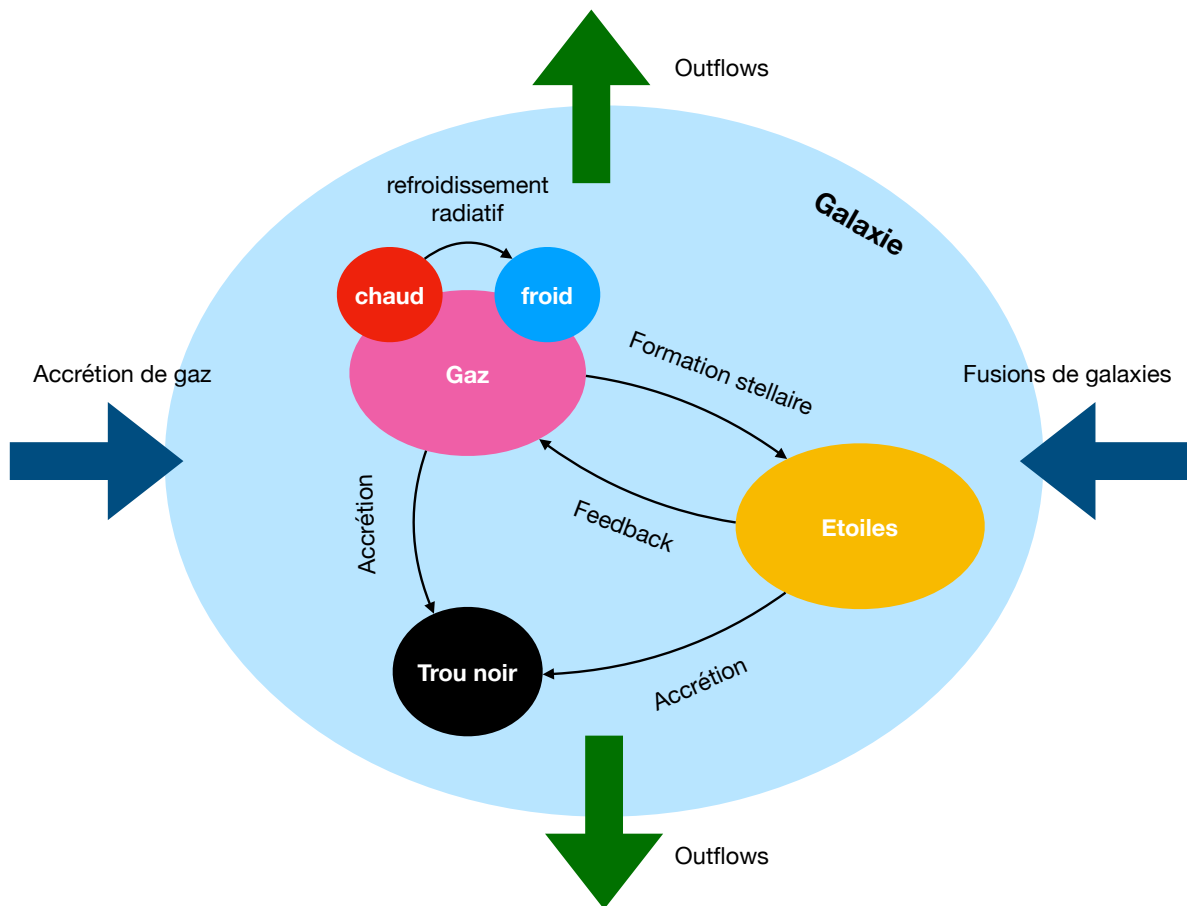 Outflows
refroidissement
radiatif
Galaxie
chaud
froid
Gaz
Formation stellaire
Accrétion de gaz
Fusions de galaxies
Accrétion
Feedback
Etoiles
Trou noir
Accrétion
Outflows